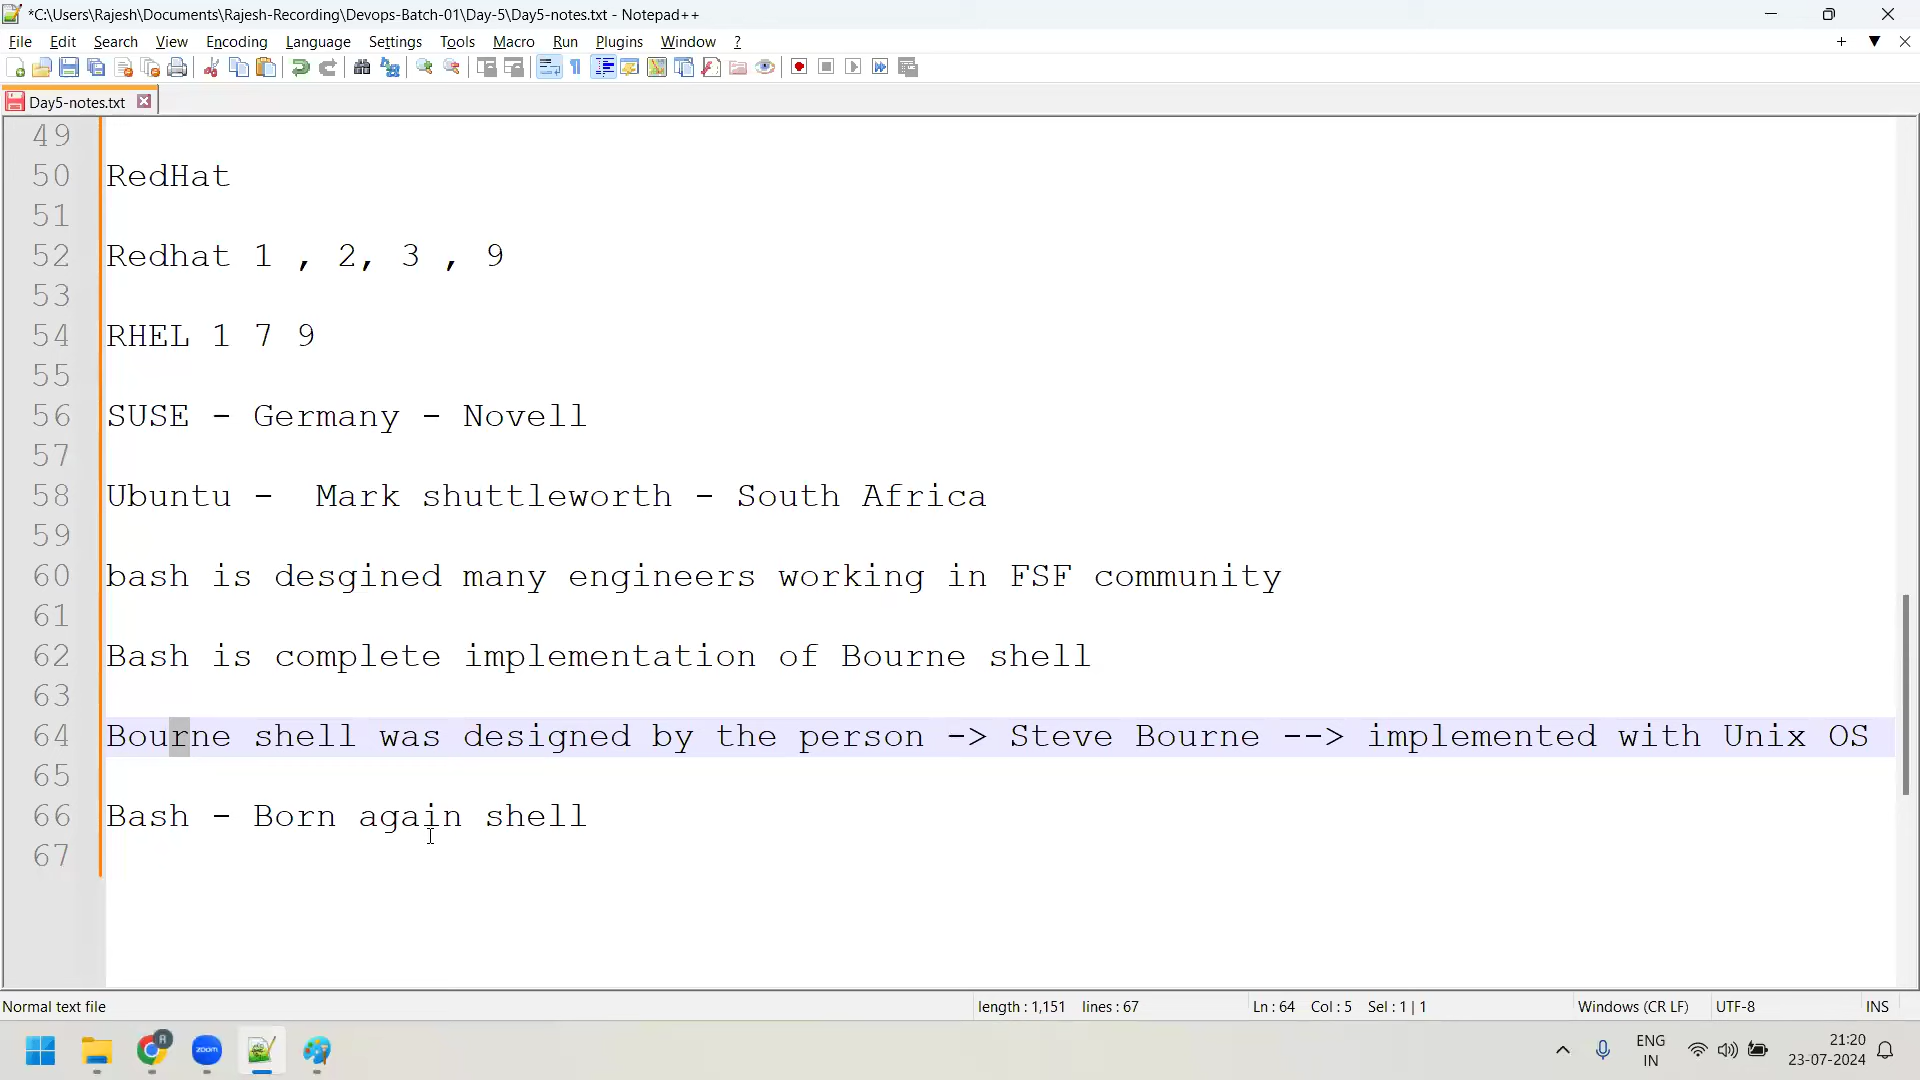 *C:\Users\Rajesh\Documents\Rajesh-Recording\Devops-Batch-01\Day-5\Day5-notes.txt - Notepad++
File Edit Search View Encoding Language Settings Tools Macro Run Plugins Window ?
Day5-notes.txt
49
50 RedHat
51
52 Redhat 1 , 2, 3 , 9
53
54 RHEL 1 7 9
55
56 SUSE - Germany - Novell
57
58 Ubuntu -  Mark shuttleworth - South Africa
59
60 bash is desgined many engineers working in FSF community
61
62 Bash is complete implementation of Bourne shell
63
64 Bourne shell was designed by the person -> Steve Bourne --> implemented with Unix OS
65
66 Bash - Born again shell
67
Normal text file length : 1,151 lines : 67 Ln : 64 Col : 5 Sel : 1 | 1 Windows (CR LF) UTF-8 INS
R
zoom
ENG
IN
21:20
23-07-2024